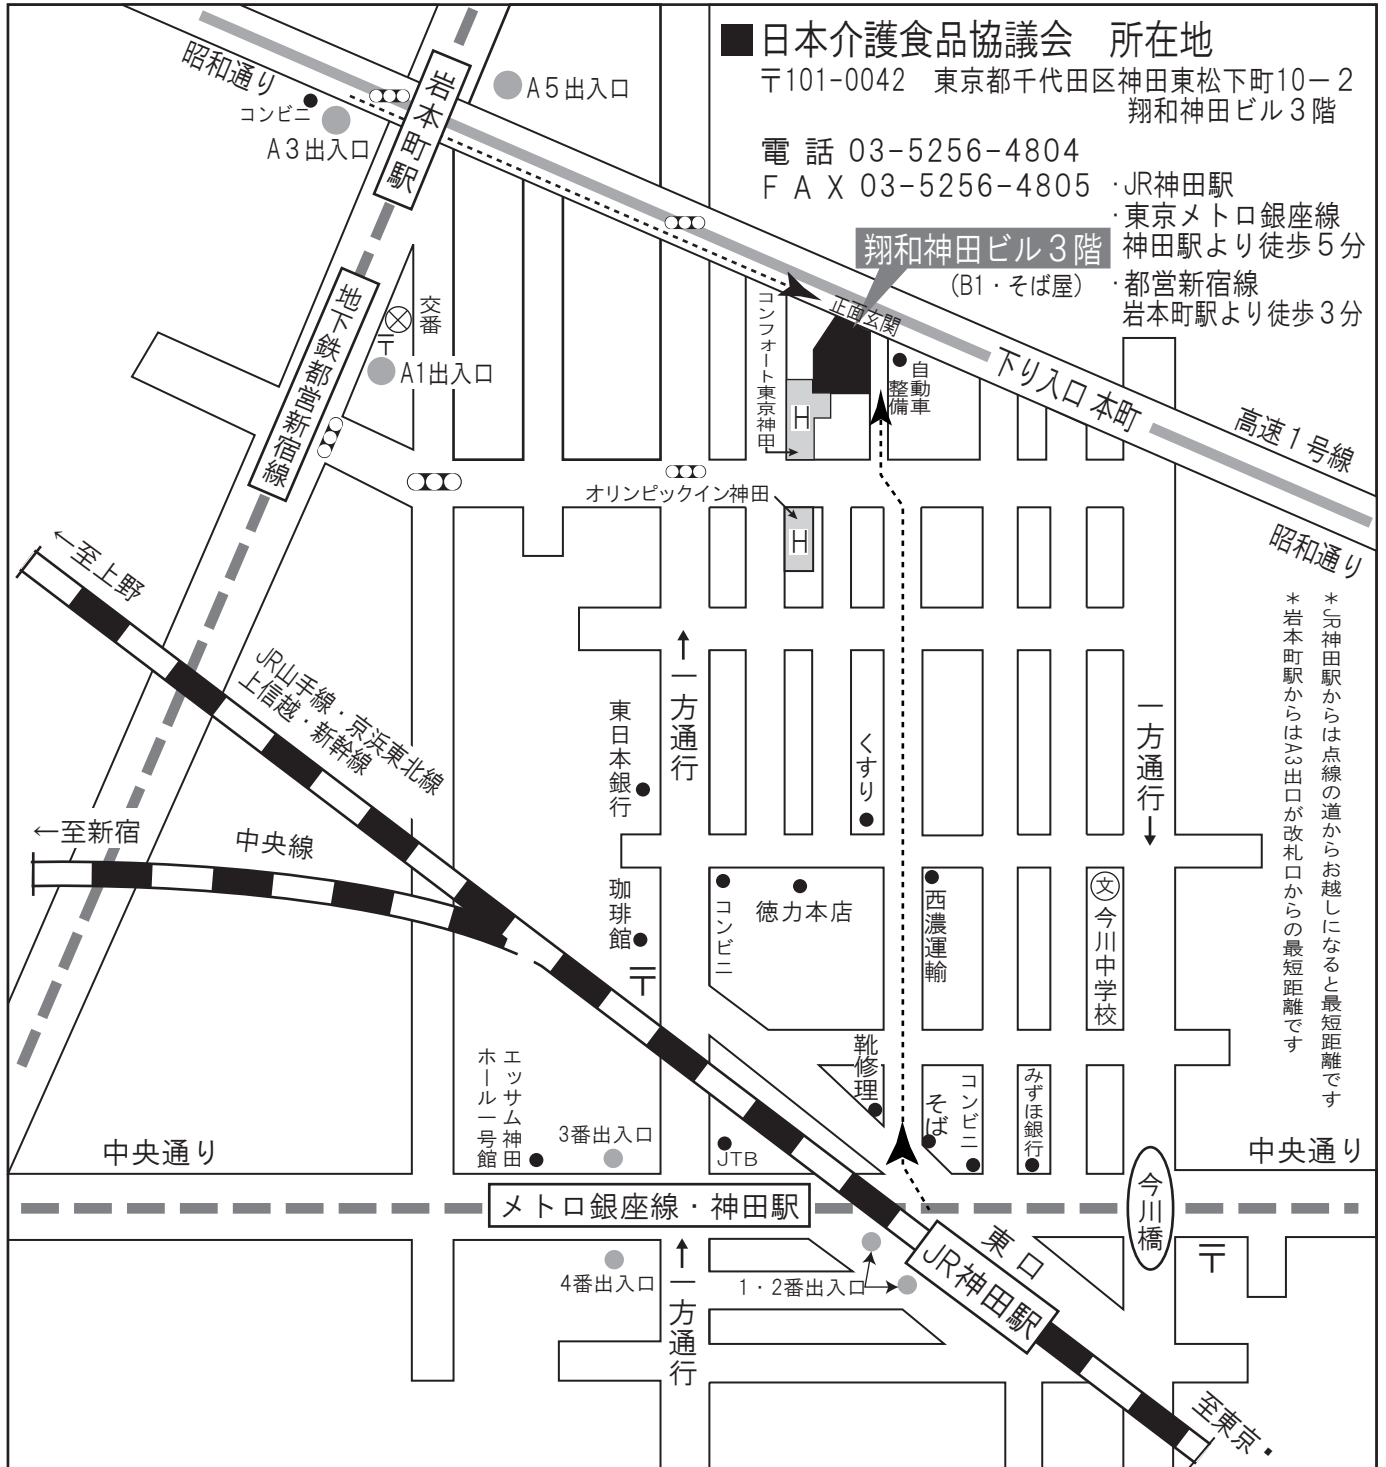 ■日本介護食品協議会　所在地
〒101-0042　東京都千代田区神田東松下町10－2
翔和神田ビル３階
電 話 03-5256-4804
F A X 03-5256-4805
・JR神田駅
・東京メトロ銀座線
神田駅より徒歩５分
・都営新宿線
岩本町駅より徒歩３分
翔和神田ビル３階
(B1・そば屋)
昭和通り
コンビニ
A３出入口
A５出入口
岩本町駅
正面玄関
コンフォート東京神田
H
自動車
整備
下り入口 本町
高速１号線
昭和通り
地下鉄都営新宿線
交番
〒
A1出入口
オリンピックイン神田
H
←至上野
JR山手線・京浜東北線
上信越・新幹線
←至新宿
中央線
↑一方通行
東日本銀行
くすり
一方通行↓
＊JR神田駅からは点線の道からお越しになると最短距離です
＊岩本町駅からはA3出口が改札口からの最短距離です
珈琲館
〒
コンビニ
徳力本店
西濃運輸
文
今川中学校
靴修理
そば
コンビニ
みずほ銀行
エッサム神田
ホール一号館
3番出入口
JTB
中央通り
中央通り
メトロ銀座線・神田駅
今川橋
〒
東口
JR神田駅
4番出入口
↑一方通行
1・2番出入口
至東京・